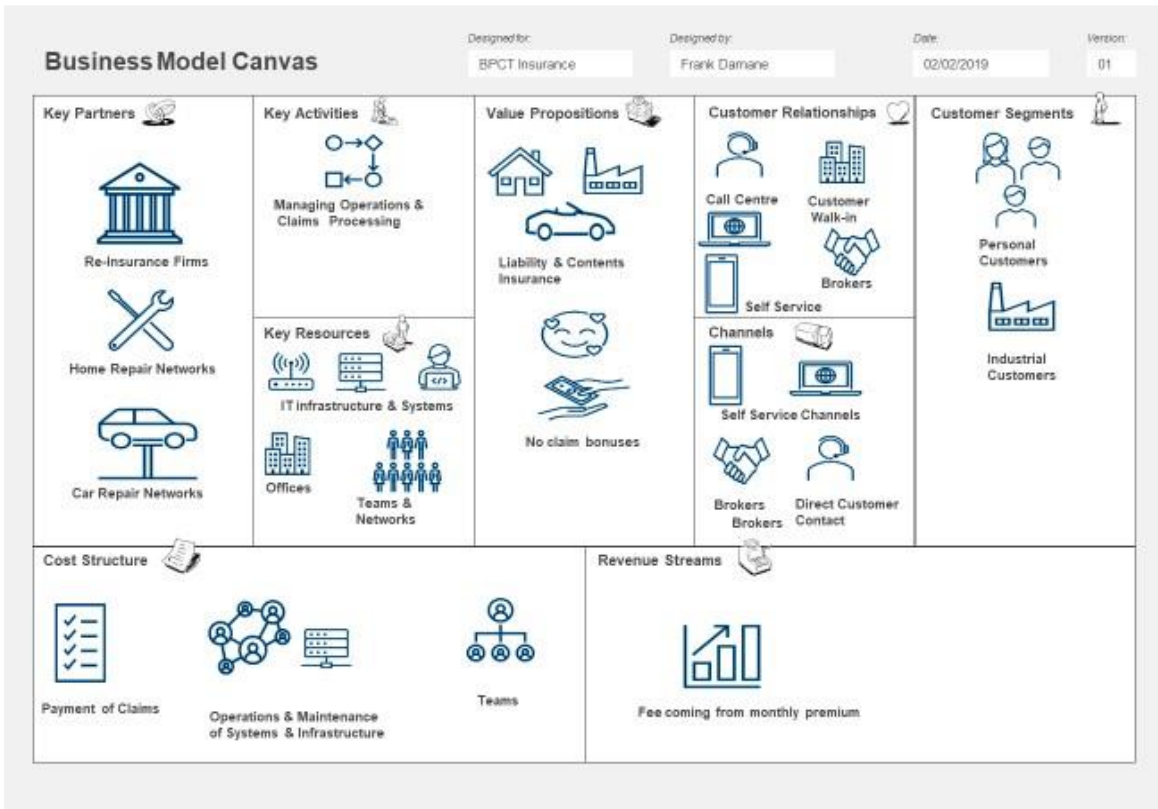 Business Model Canvas
Designed for:
BPCT Insurance
Designed by:
Frank Damane
Date:
02/02/2019
Version:
01
Key Partners
Re-Insurance Firms
Home Repair Networks
Car Repair Networks
Key Activities
Managing Operations &
Claims Processing
Key Resources
IT infrastructure & Systems
Offices
Teams &
Networks
Value Propositions
Liability & Contents
Insurance
No claim bonuses
Customer Relationships
Call Centre
Customer
Walk-in
Brokers
Self Service
Channels
Self Service Channels
Brokers
Brokers
Direct Customer
Contact
Customer Segments
Personal
Customers
Industrial
Customers
Cost Structure
Payment of Claims
Operations & Maintenance
of Systems & Infrastructure
Teams
Revenue Streams
Fee coming from monthly premium